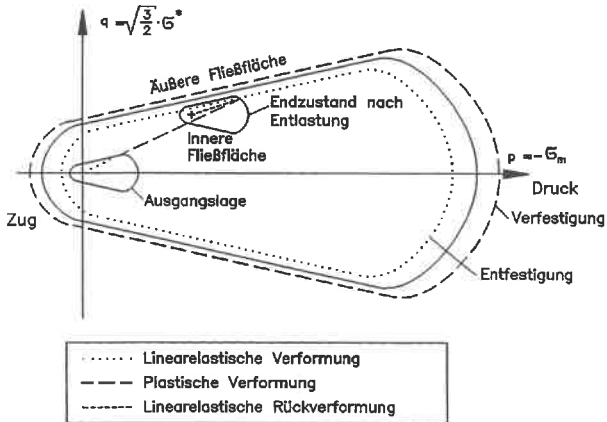 q = √3/2 · σ*
Äußere Fließfläche
Endzustand nach
Entlastung
Innere
Fließfläche
p = -σm
Druck
Ausgangslage
Zug
Verfestigung
Entfestigung
Linearelastische Verformung
Plastische Verformung
Linearelastische Rückverformung